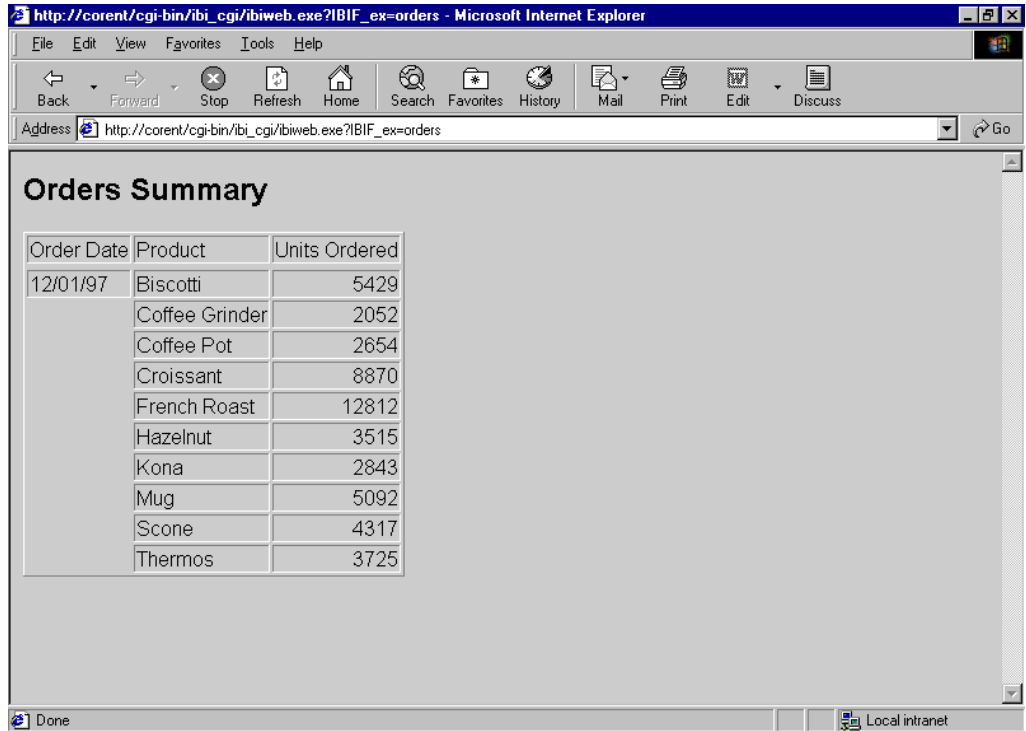 http://corent/cgi-bin/ibi_cgi/ibiweb.exe?IBIF_ex=orders - Microsoft Internet Explorer
File Edit View Favorites Tools Help
Back Forward Stop Refresh Home Search Favorites History Mail Print Edit Discuss
Address http://corent/cgi-bin/ibi_cgi/ibiweb.exe?IBIF_ex=orders Go
Orders Summary
Order Date Product Units Ordered
12/01/97 Biscotti 5429
Coffee Grinder 2052
Coffee Pot 2654
Croissant 8870
French Roast 12812
Hazelnut 3515
Kona 2843
Mug 5092
Scone 4317
Thermos 3725
Done Local intranet